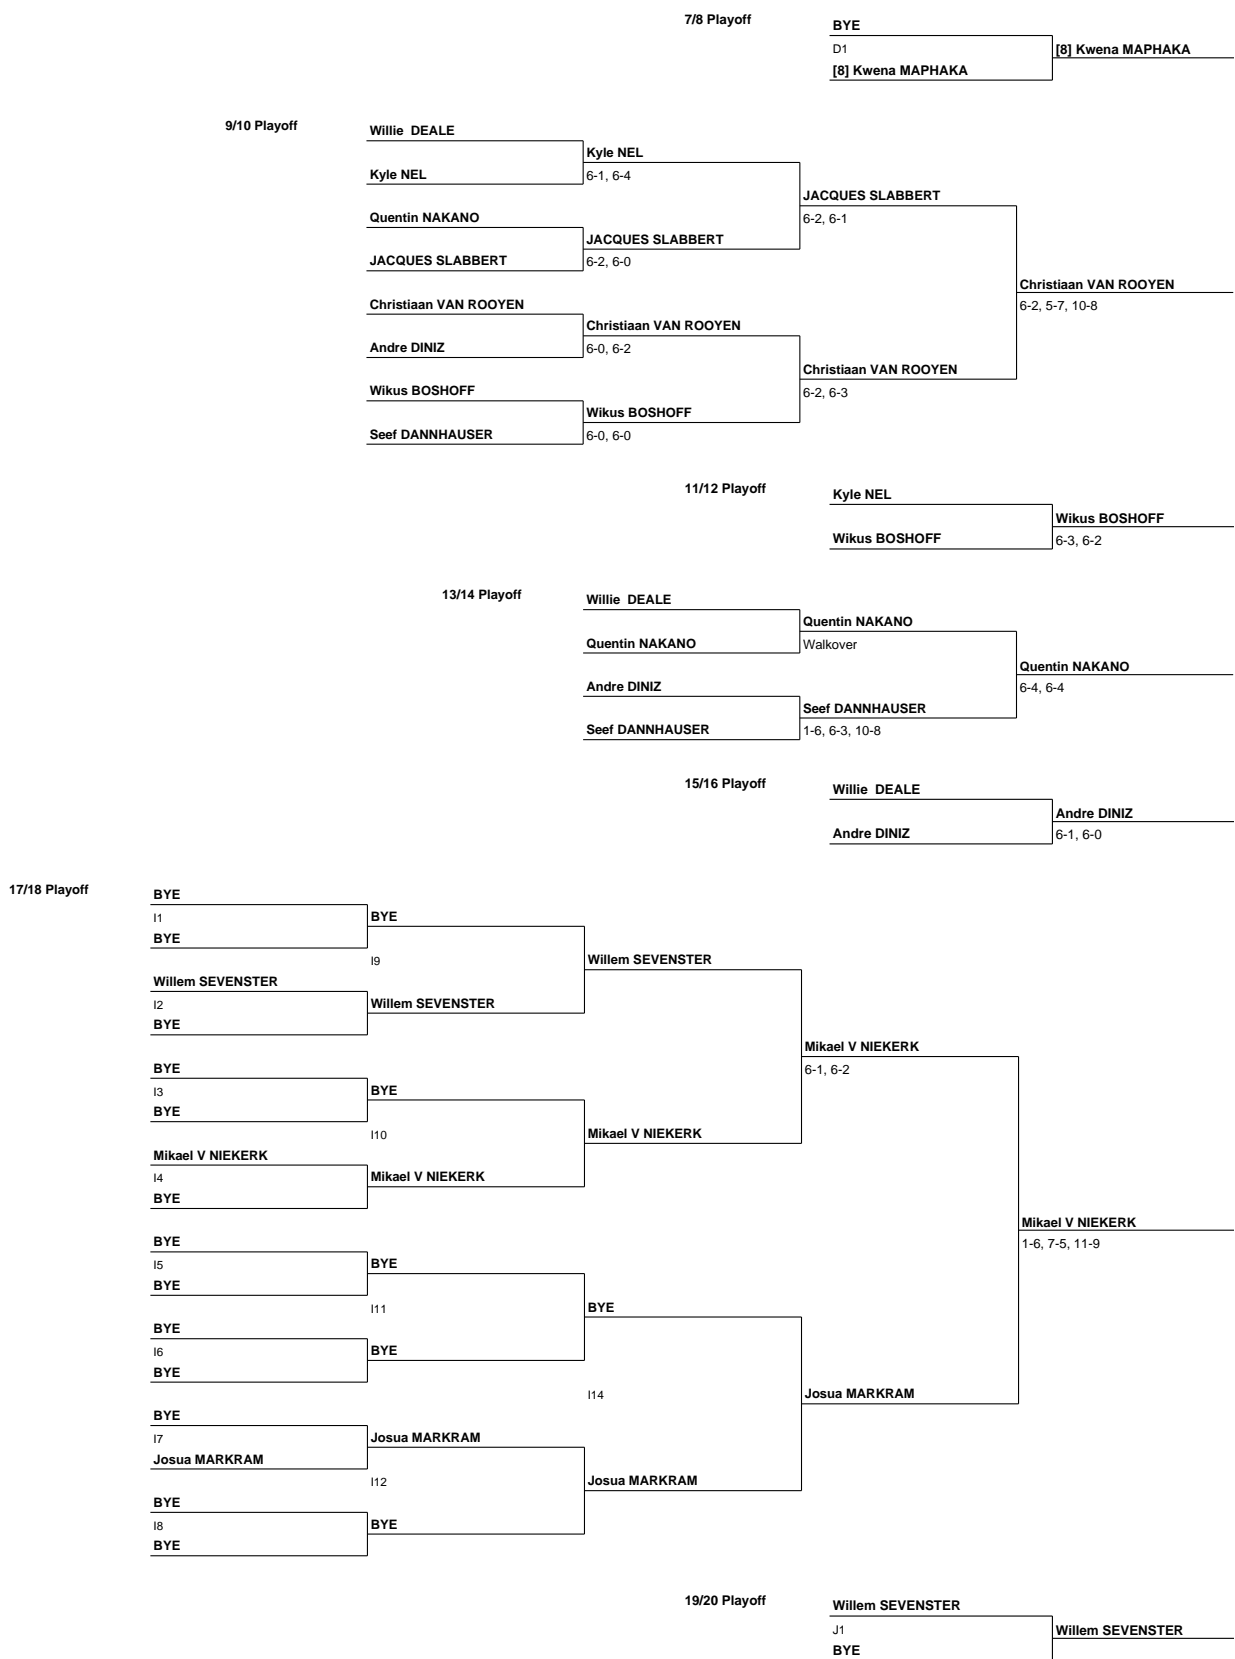 7/8 Playoff
BYE
D1
[8] Kwena MAPHAKA
[8] Kwena MAPHAKA
9/10 Playoff
Willie  DEALE
Kyle NEL
Kyle NEL
6-1, 6-4
JACQUES SLABBERT
6-2, 6-1
Quentin NAKANO
JACQUES SLABBERT
JACQUES SLABBERT
6-2, 6-0
Christiaan VAN ROOYEN
6-2, 5-7, 10-8
Christiaan VAN ROOYEN
Christiaan VAN ROOYEN
Andre DINIZ
6-0, 6-2
Christiaan VAN ROOYEN
6-2, 6-3
Wikus BOSHOFF
Wikus BOSHOFF
Seef DANNHAUSER
6-0, 6-0
11/12 Playoff
Kyle NEL
Wikus BOSHOFF
Wikus BOSHOFF
6-3, 6-2
13/14 Playoff
Willie  DEALE
Quentin NAKANO
Quentin NAKANO
Walkover
Quentin NAKANO
6-4, 6-4
Andre DINIZ
Seef DANNHAUSER
Seef DANNHAUSER
1-6, 6-3, 10-8
15/16 Playoff
Willie  DEALE
Andre DINIZ
Andre DINIZ
6-1, 6-0
17/18 Playoff
BYE
I1
BYE
BYE
I9
Willem SEVENSTER
Willem SEVENSTER
I2
Willem SEVENSTER
BYE
Mikael V NIEKERK
6-1, 6-2
BYE
I3
BYE
BYE
I10
Mikael V NIEKERK
Mikael V NIEKERK
I4
Mikael V NIEKERK
BYE
Mikael V NIEKERK
1-6, 7-5, 11-9
BYE
I5
BYE
BYE
I11
BYE
BYE
I6
BYE
BYE
I14
Josua MARKRAM
BYE
I7
Josua MARKRAM
Josua MARKRAM
I12
Josua MARKRAM
BYE
I8
BYE
BYE
19/20 Playoff
Willem SEVENSTER
J1
Willem SEVENSTER
BYE